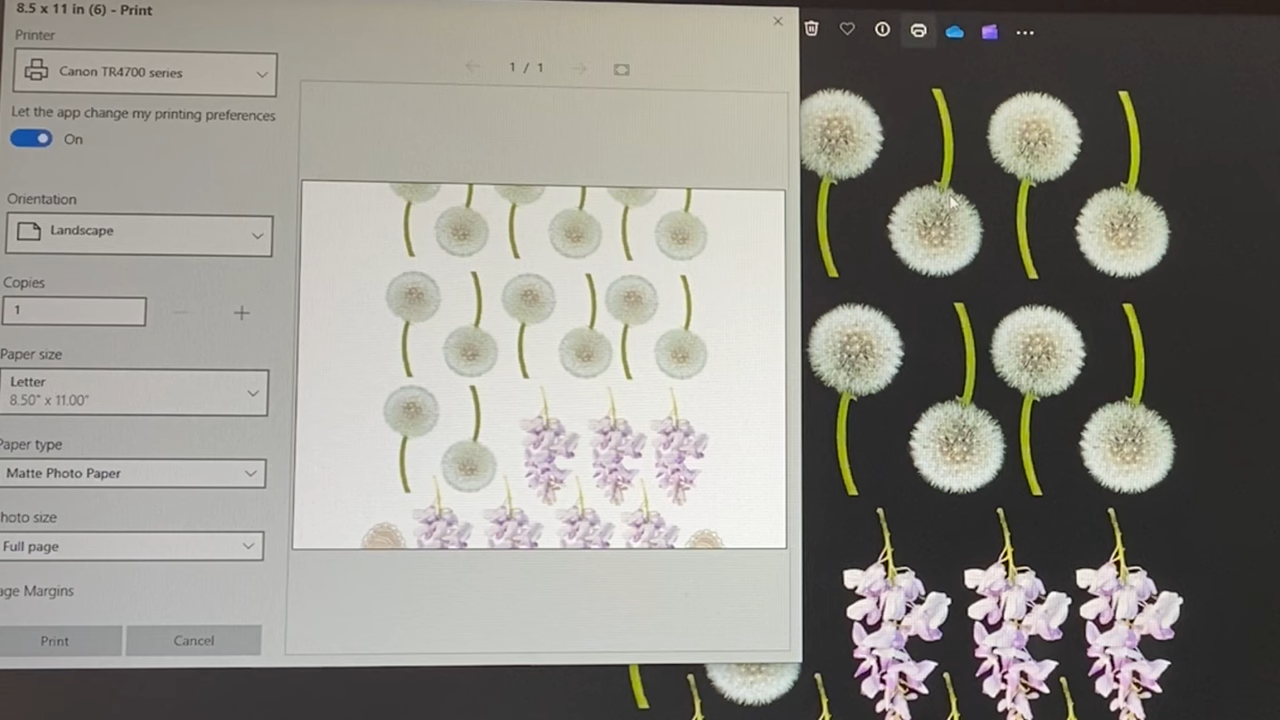 8.5 x 11 in (6) - Print
Printer
Canon TR4700 series
1 / 1
Let the app change my printing preferences
On
Orientation
Landscape
Copies
1
Paper size
Letter
8.50" x 11.00"
Paper type
Matte Photo Paper
hoto size
Full page
age Margins
Print
Cancel